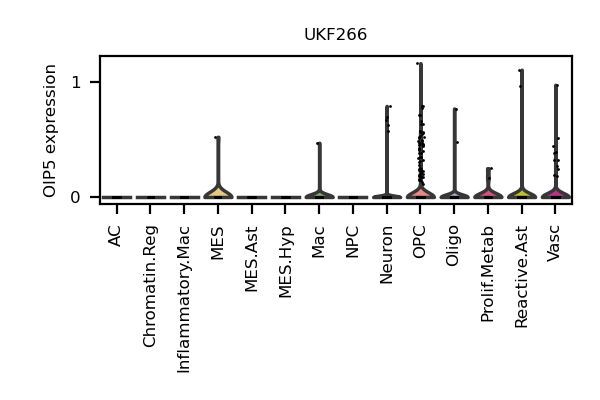 UKF266
OIP5 expression
1
0
AC
Chromatin.Reg
Inflammatory.Mac
MES
MES.Ast
MES.Hyp
Mac
NPC
Neuron
OPC
Oligo
Prolif.Metab
Reactive.Ast
Vasc